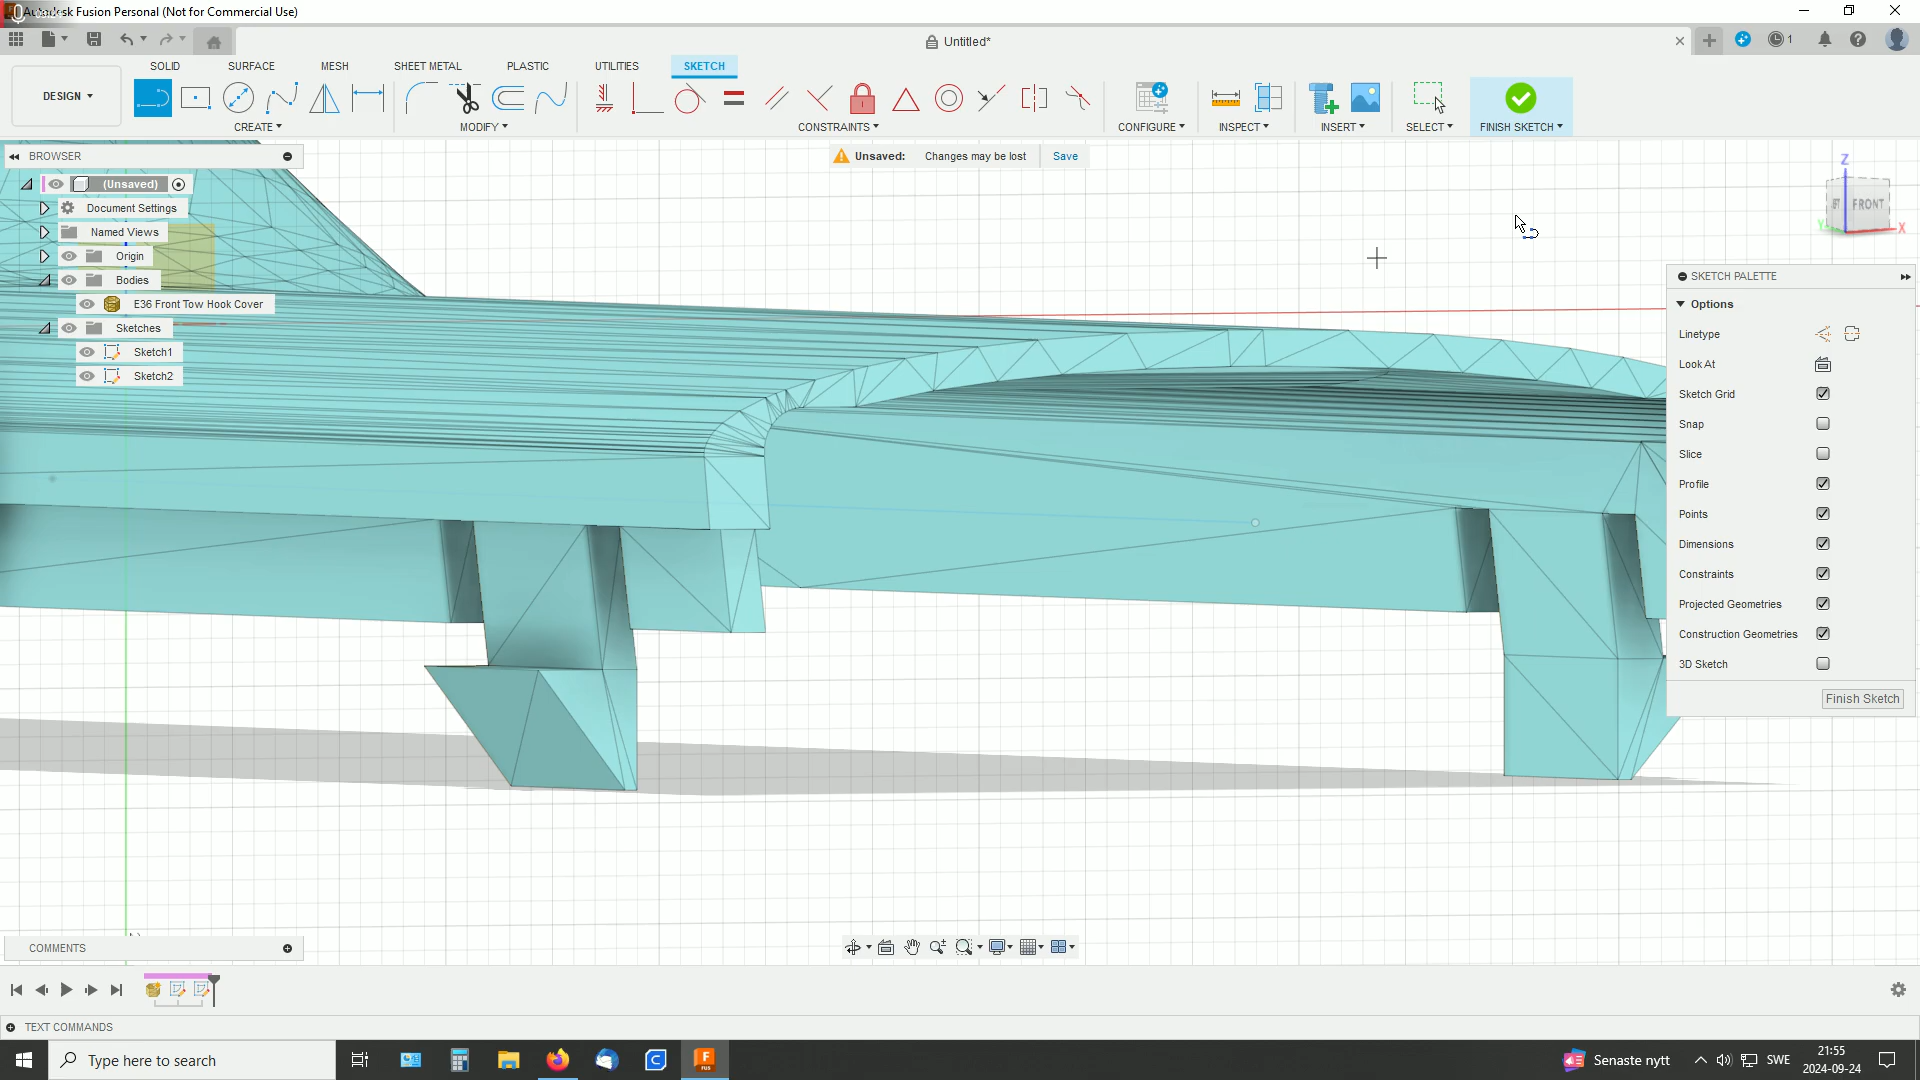 Autodesk Fusion Personal (Not for Commercial Use)
Untitled*
1
DESIGN
SOLID
SURFACE
MESH
SHEET METAL
PLASTIC
UTILITIES
SKETCH
CREATE
MODIFY
CONSTRAINTS
CONFIGURE
INSPECT
INSERT
SELECT
FINISH SKETCH
BROWSER
Unsaved: Changes may be lost Save
(Unsaved)
Document Settings
Named Views
Origin
Bodies
E36 Front Tow Hook Cover
Sketches
Sketch1
Sketch2
Z
FRONT
X
SKETCH PALETTE
Options
Linetype
Look At
Sketch Grid
Snap
Slice
Profile
Points
Dimensions
Constraints
Projected Geometries
Construction Geometries
3D Sketch
Finish Sketch
COMMENTS
TEXT COMMANDS
Type here to search
Senaste nytt
SWE
21:55
2024-09-24